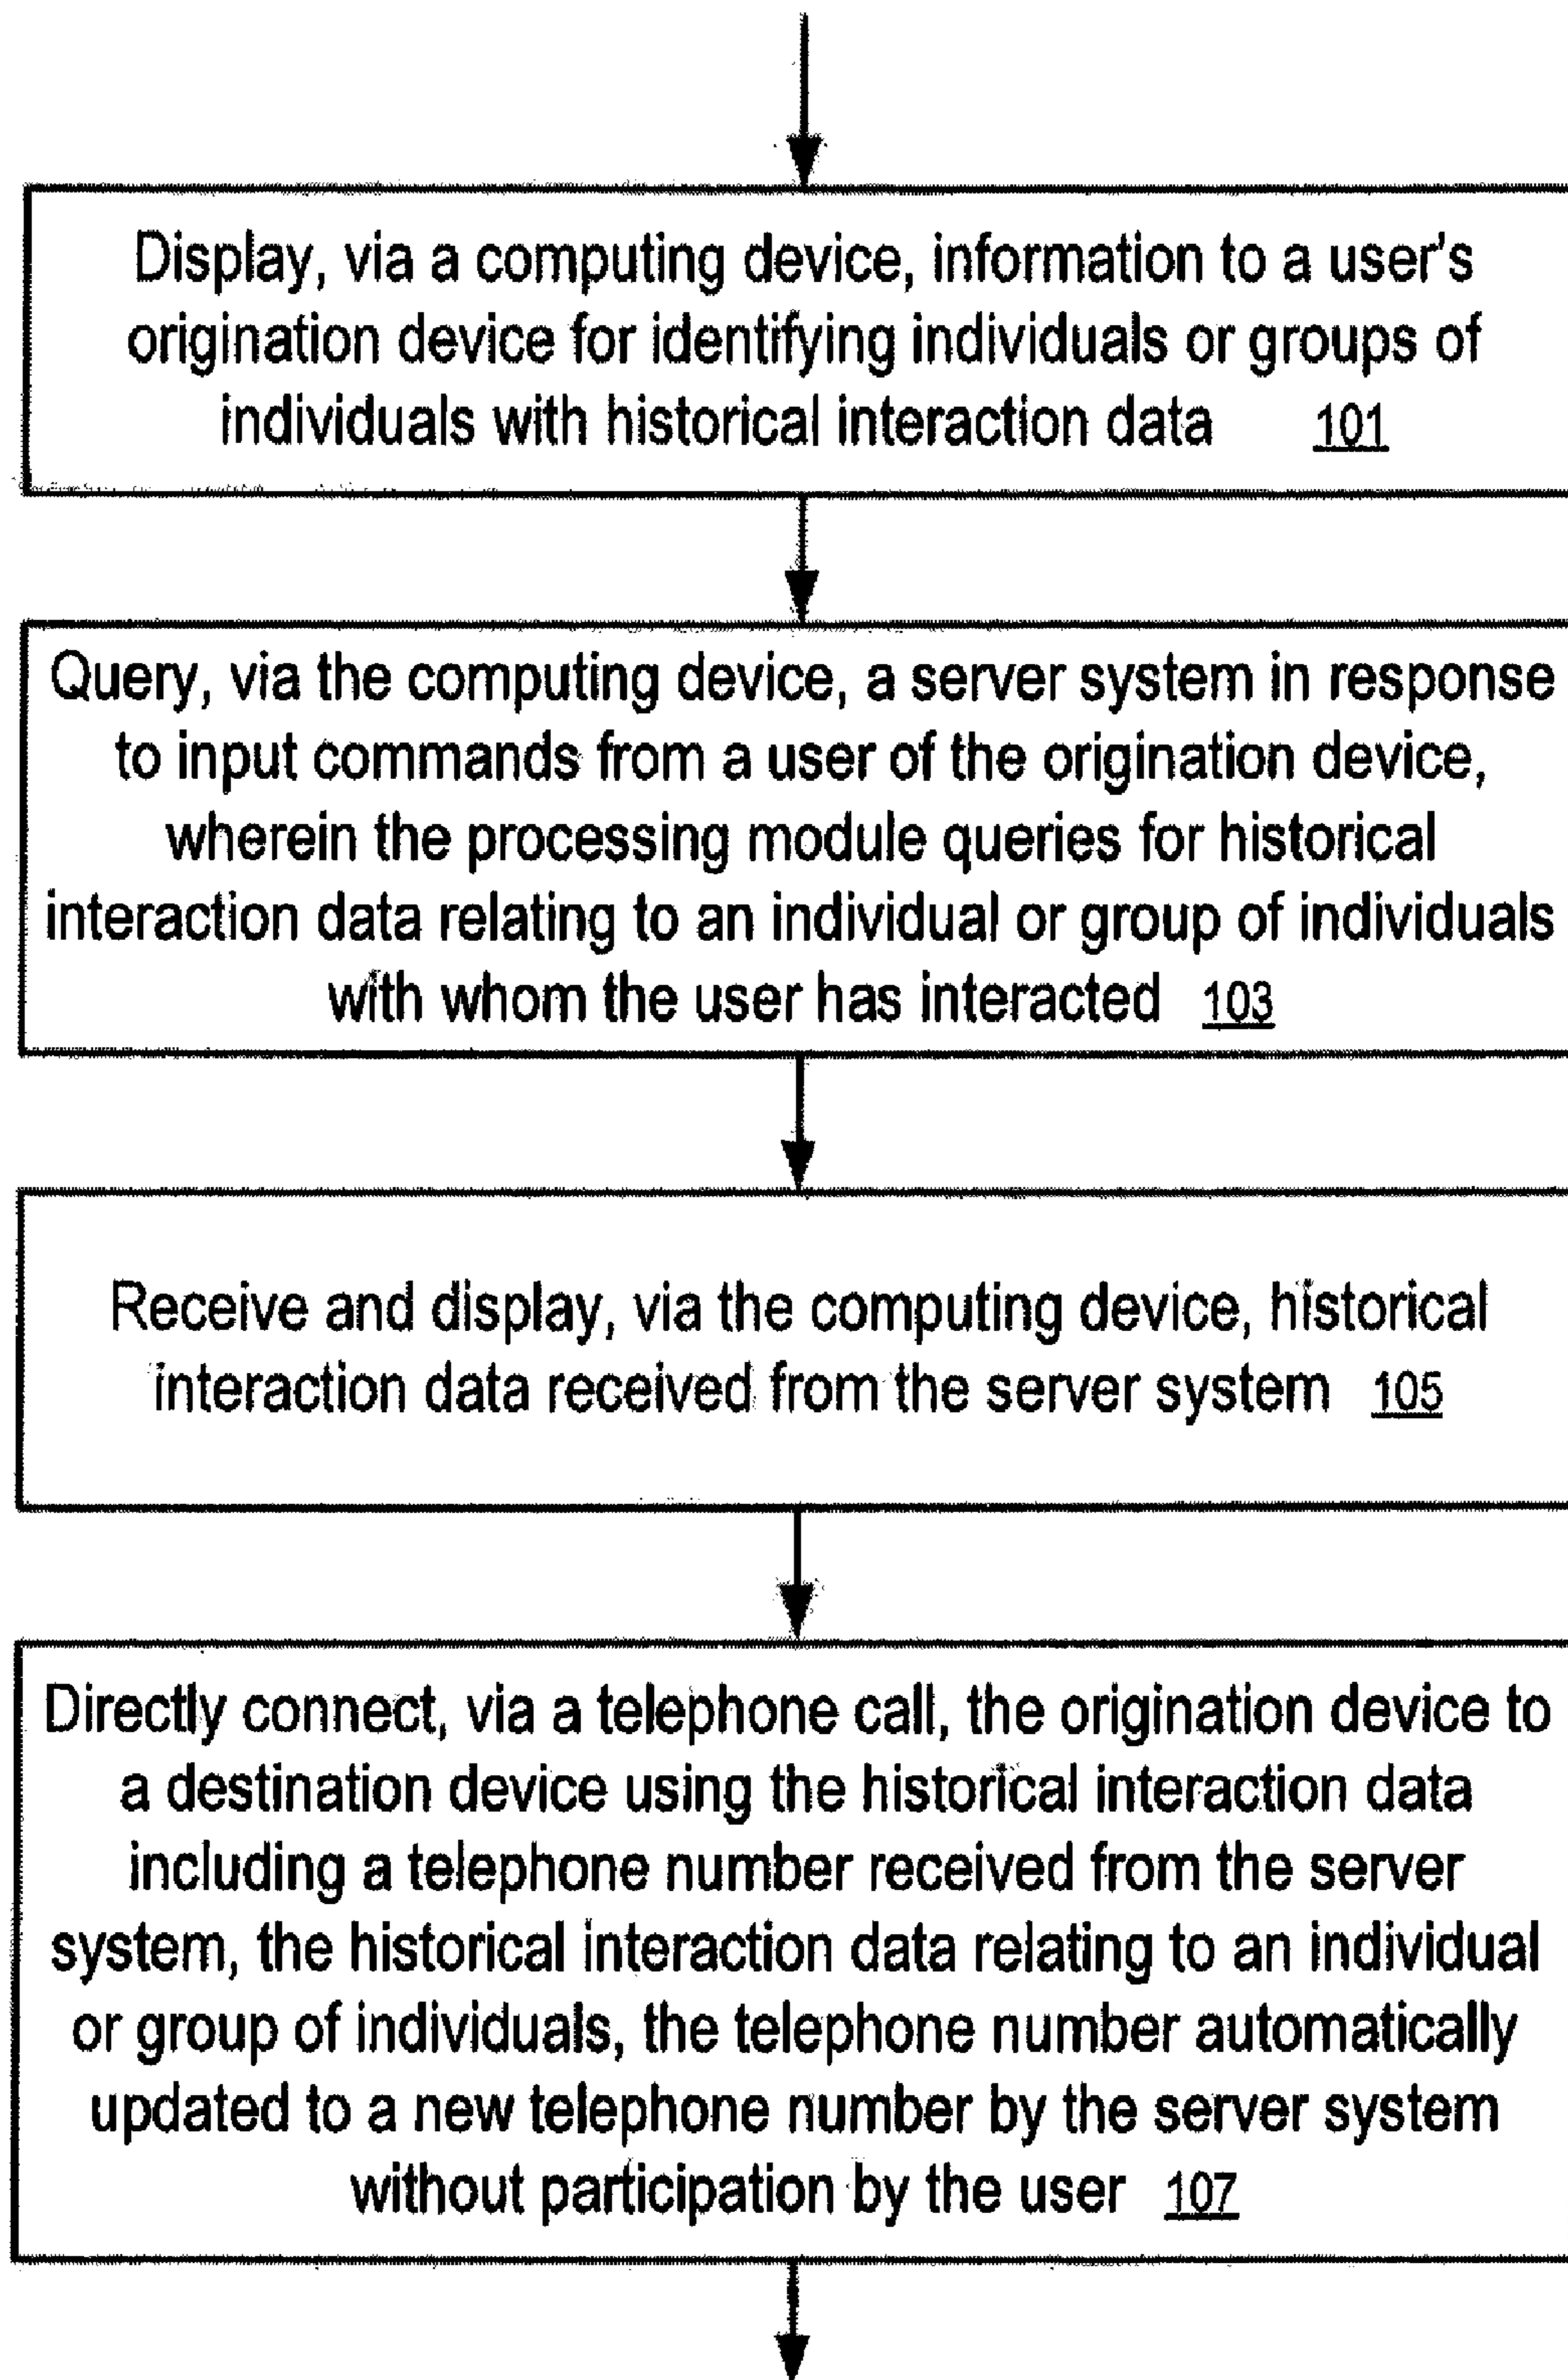 Display, via a computing device, information to a user's
origination device for identifying individuals or groups of
individuals with historical interaction data 101
Query, via the computing device, a server system in response
to input commands from a user of the origination device,
wherein the processing module queries for historical
interaction data relating to an individual or group of individuals
with whom the user has interacted 103
Receive and display, via the computing device, historical
interaction data received from the server system 105
Directly connect, via a telephone call, the origination device to
a destination device using the historical interaction data
including a telephone number received from the server
system, the historical interaction data relating to an individual
or group of individuals, the telephone number automatically
updated to a new telephone number by the server system
without participation by the user 107